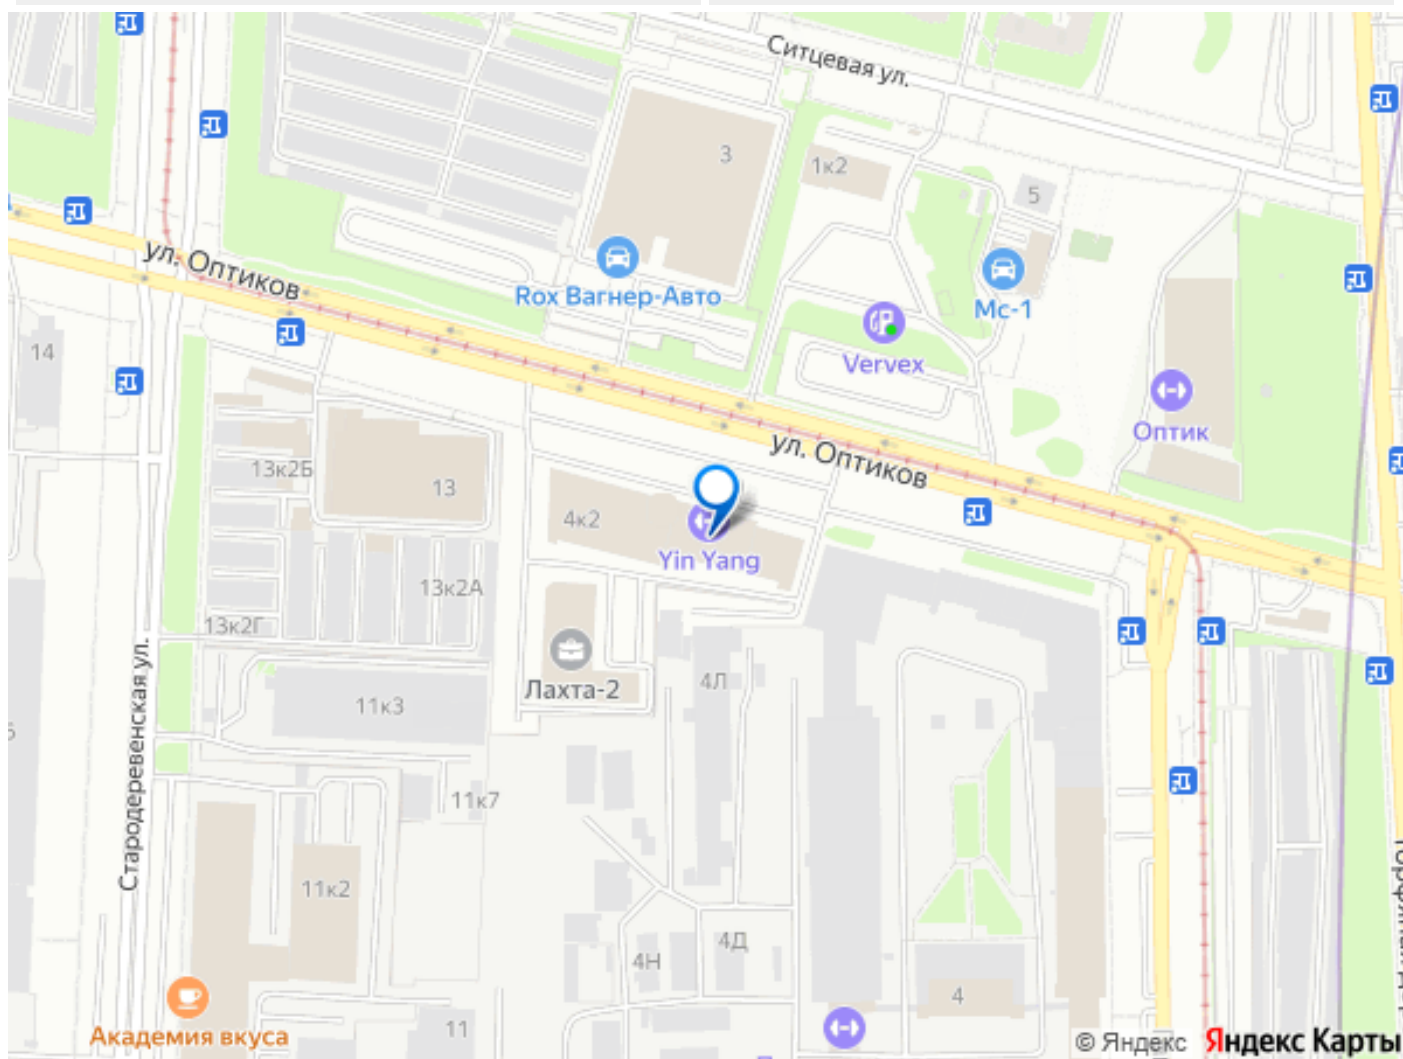 Ситцевая ул.
3
1к2
5
ул. Оптиков
Rox Вагнер-Авто
Мс-1
14
Vervex
Оптик
ул. Оптиков
13к2Б
13
4к2
Yin Yang
13к2А
13к2Г
Лахта-2
4Л
11к3
Стародеревенская ул.
11к7
11к2
4Д
4Н
4
Академия вкуса
11
© Яндекс
Яндекс Карты